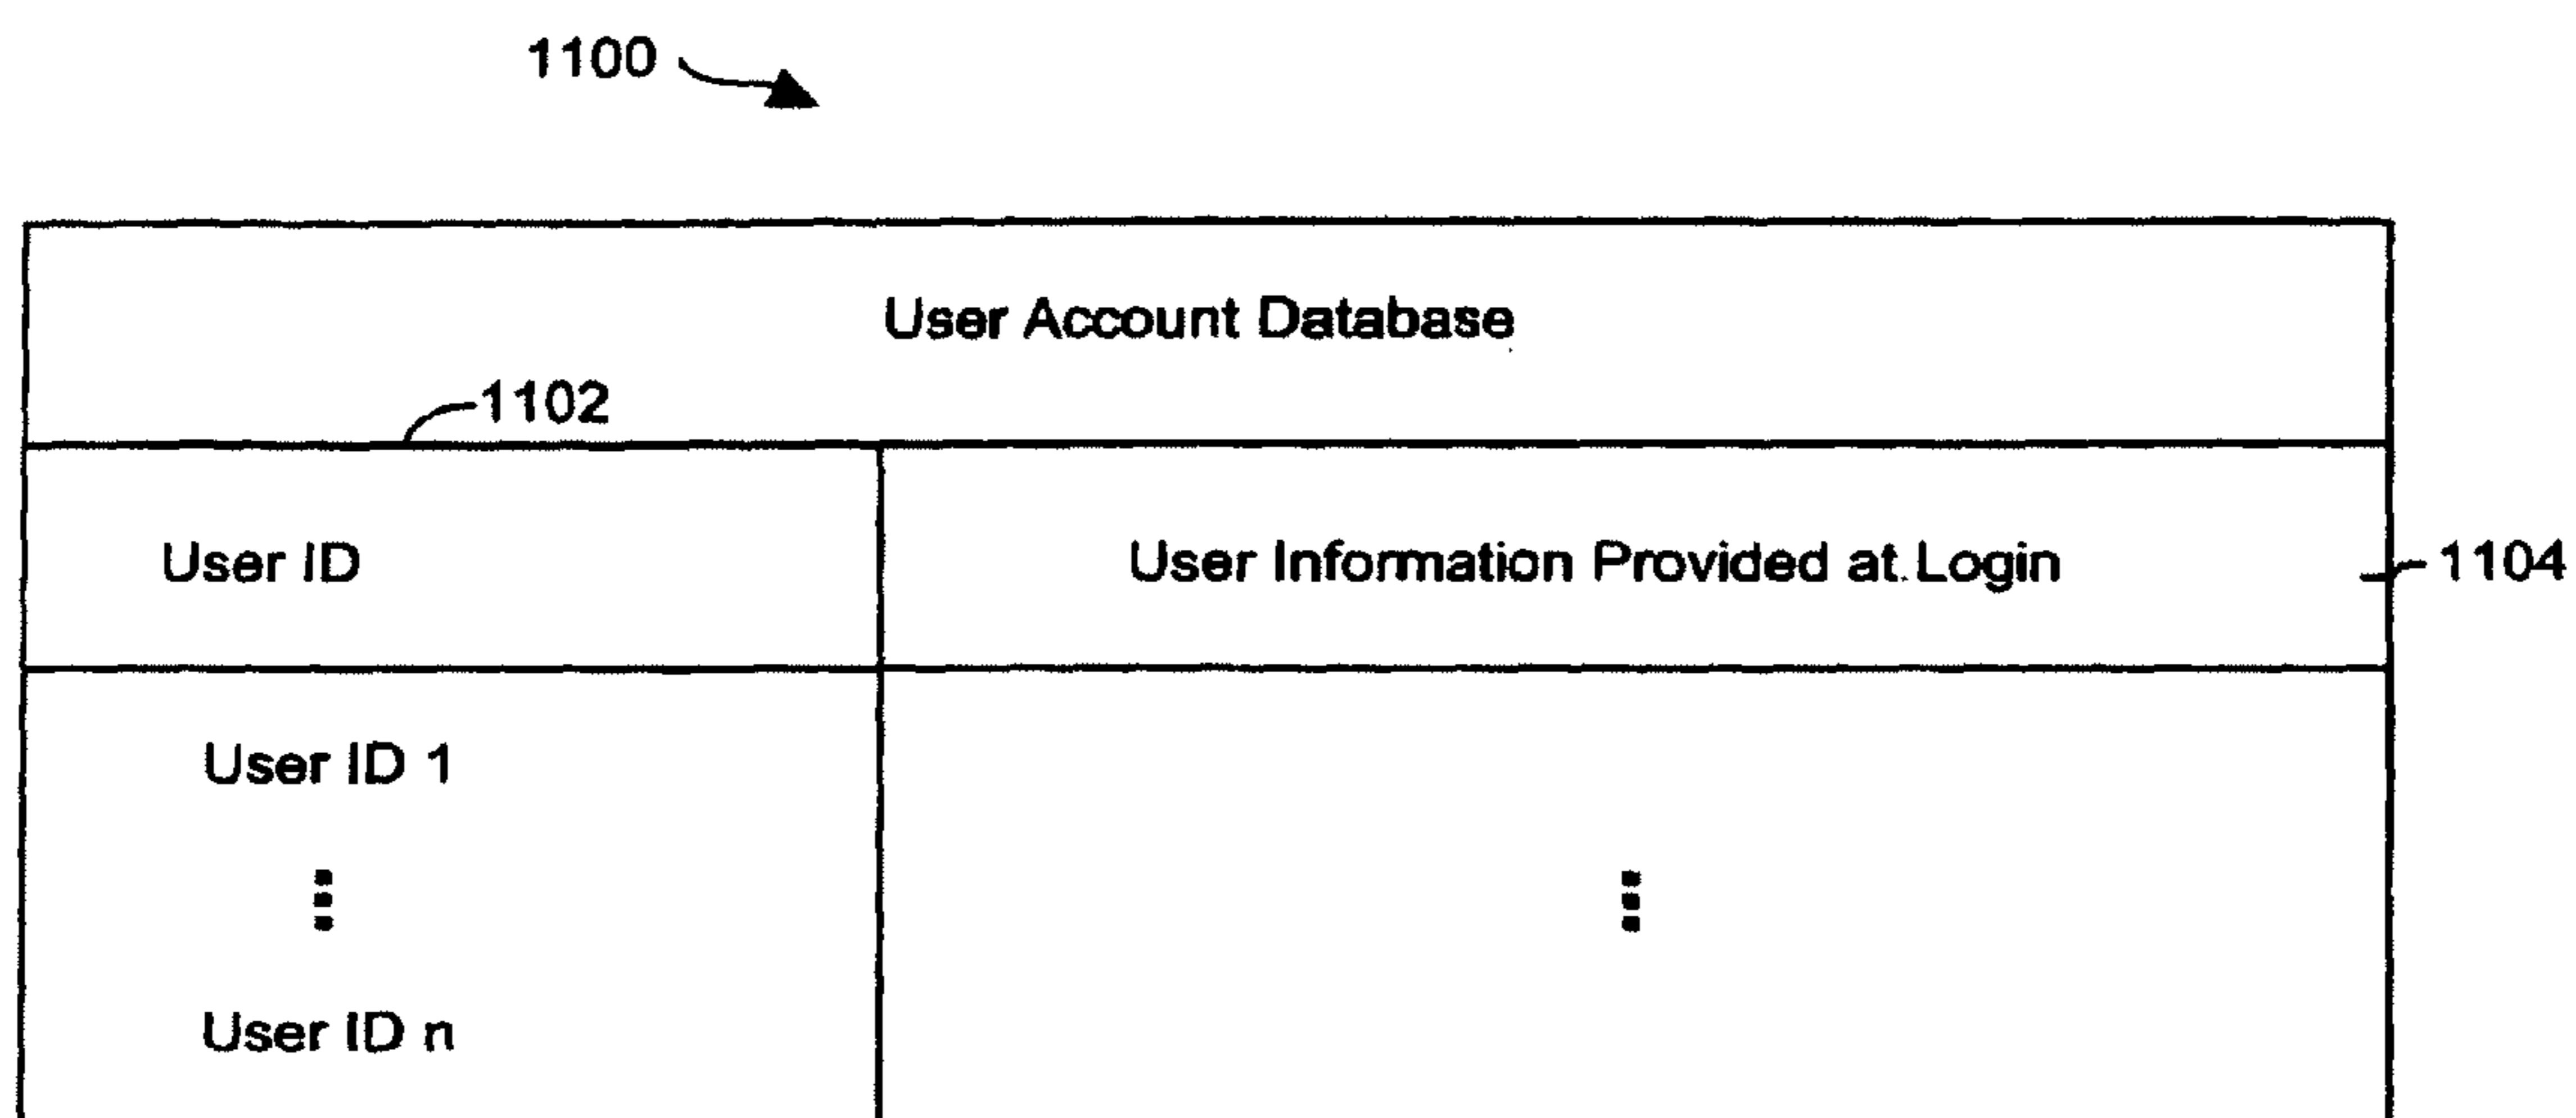 1100
User Account Database
1102
User ID
User Information Provided at Login
1104
User ID 1
User ID n